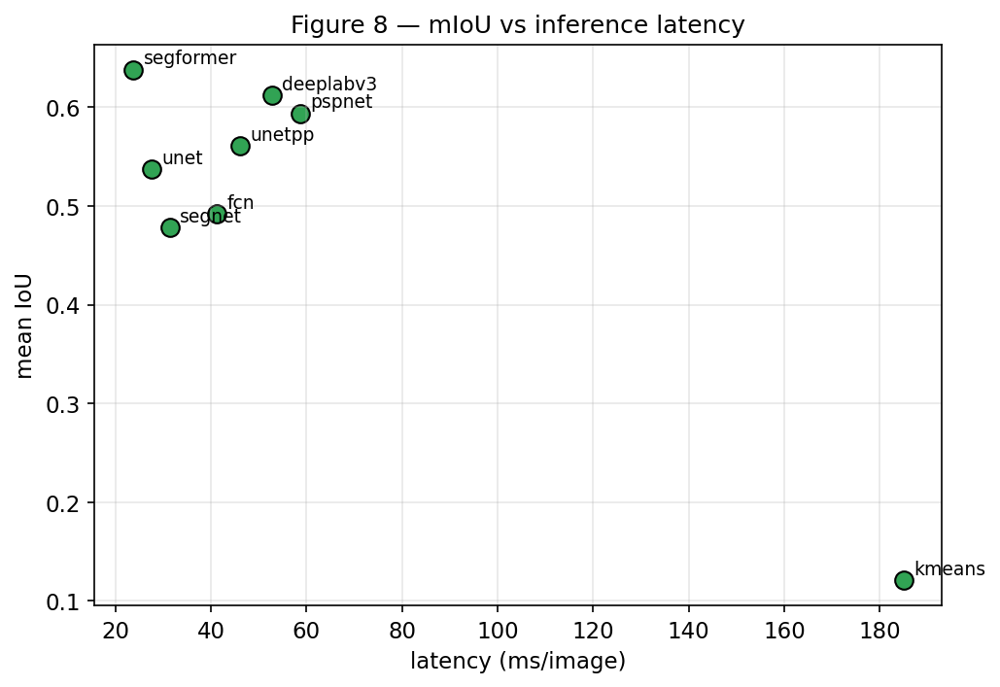 Figure 8 — mIoU vs inference latency
segformer
deeplabv3
pspnet
unetpp
unet
fcn
segnet
kmeans
mean IoU
0.6
0.5
0.4
0.3
0.2
0.1
20 40 60 80 100 120 140 160 180
latency (ms/image)